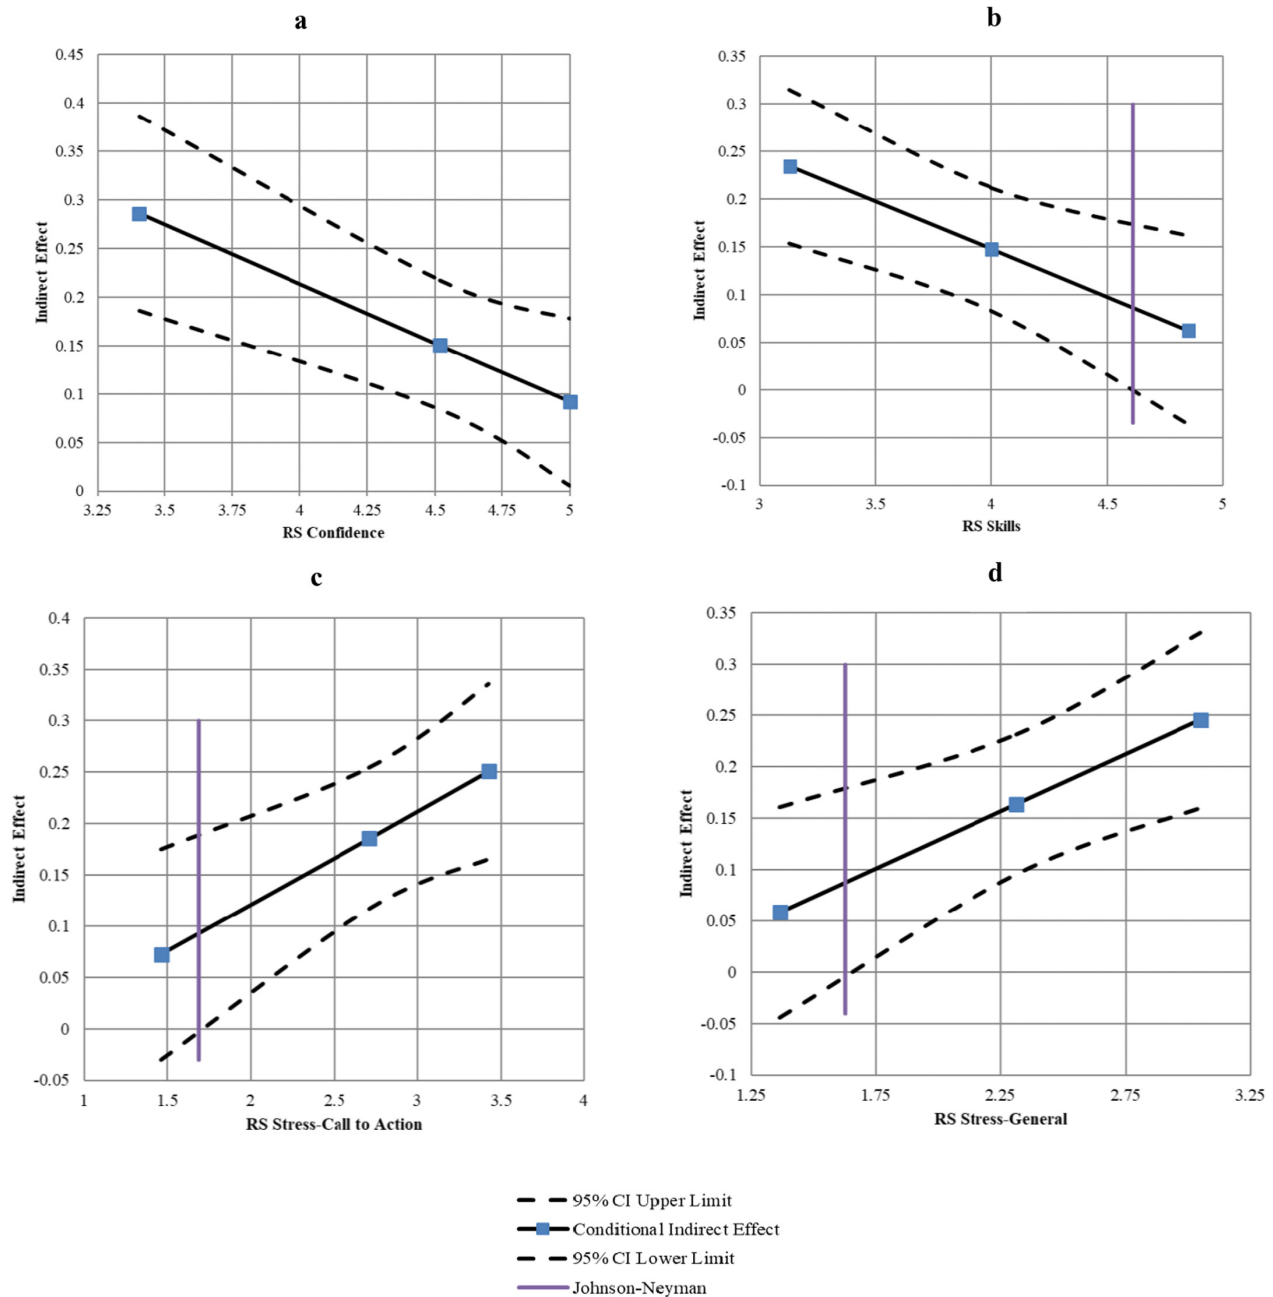 a
0.45
0.4
0.35
0.3
0.25
0.2
0.15
0.1
0.05
0
Indirect Effect
3.25 3.5 3.75 4 4.25 4.5 4.75 5
RS Confidence
b
0.35
0.3
0.25
0.2
0.15
0.1
0.05
0
-0.05
-0.1
Indirect Effect
3 3.5 4 4.5 5
RS Skills
c
0.4
0.35
0.3
0.25
0.2
0.15
0.1
0.05
0
-0.05
Indirect Effect
1 1.5 2 2.5 3 3.5 4
RS Stress-Call to Action
d
0.35
0.3
0.25
0.2
0.15
0.1
0.05
0
-0.05
-0.1
Indirect Effect
1.25 1.75 2.25 2.75 3.25
RS Stress-General
95% CI Upper Limit
Conditional Indirect Effect
95% CI Lower Limit
Johnson-Neyman